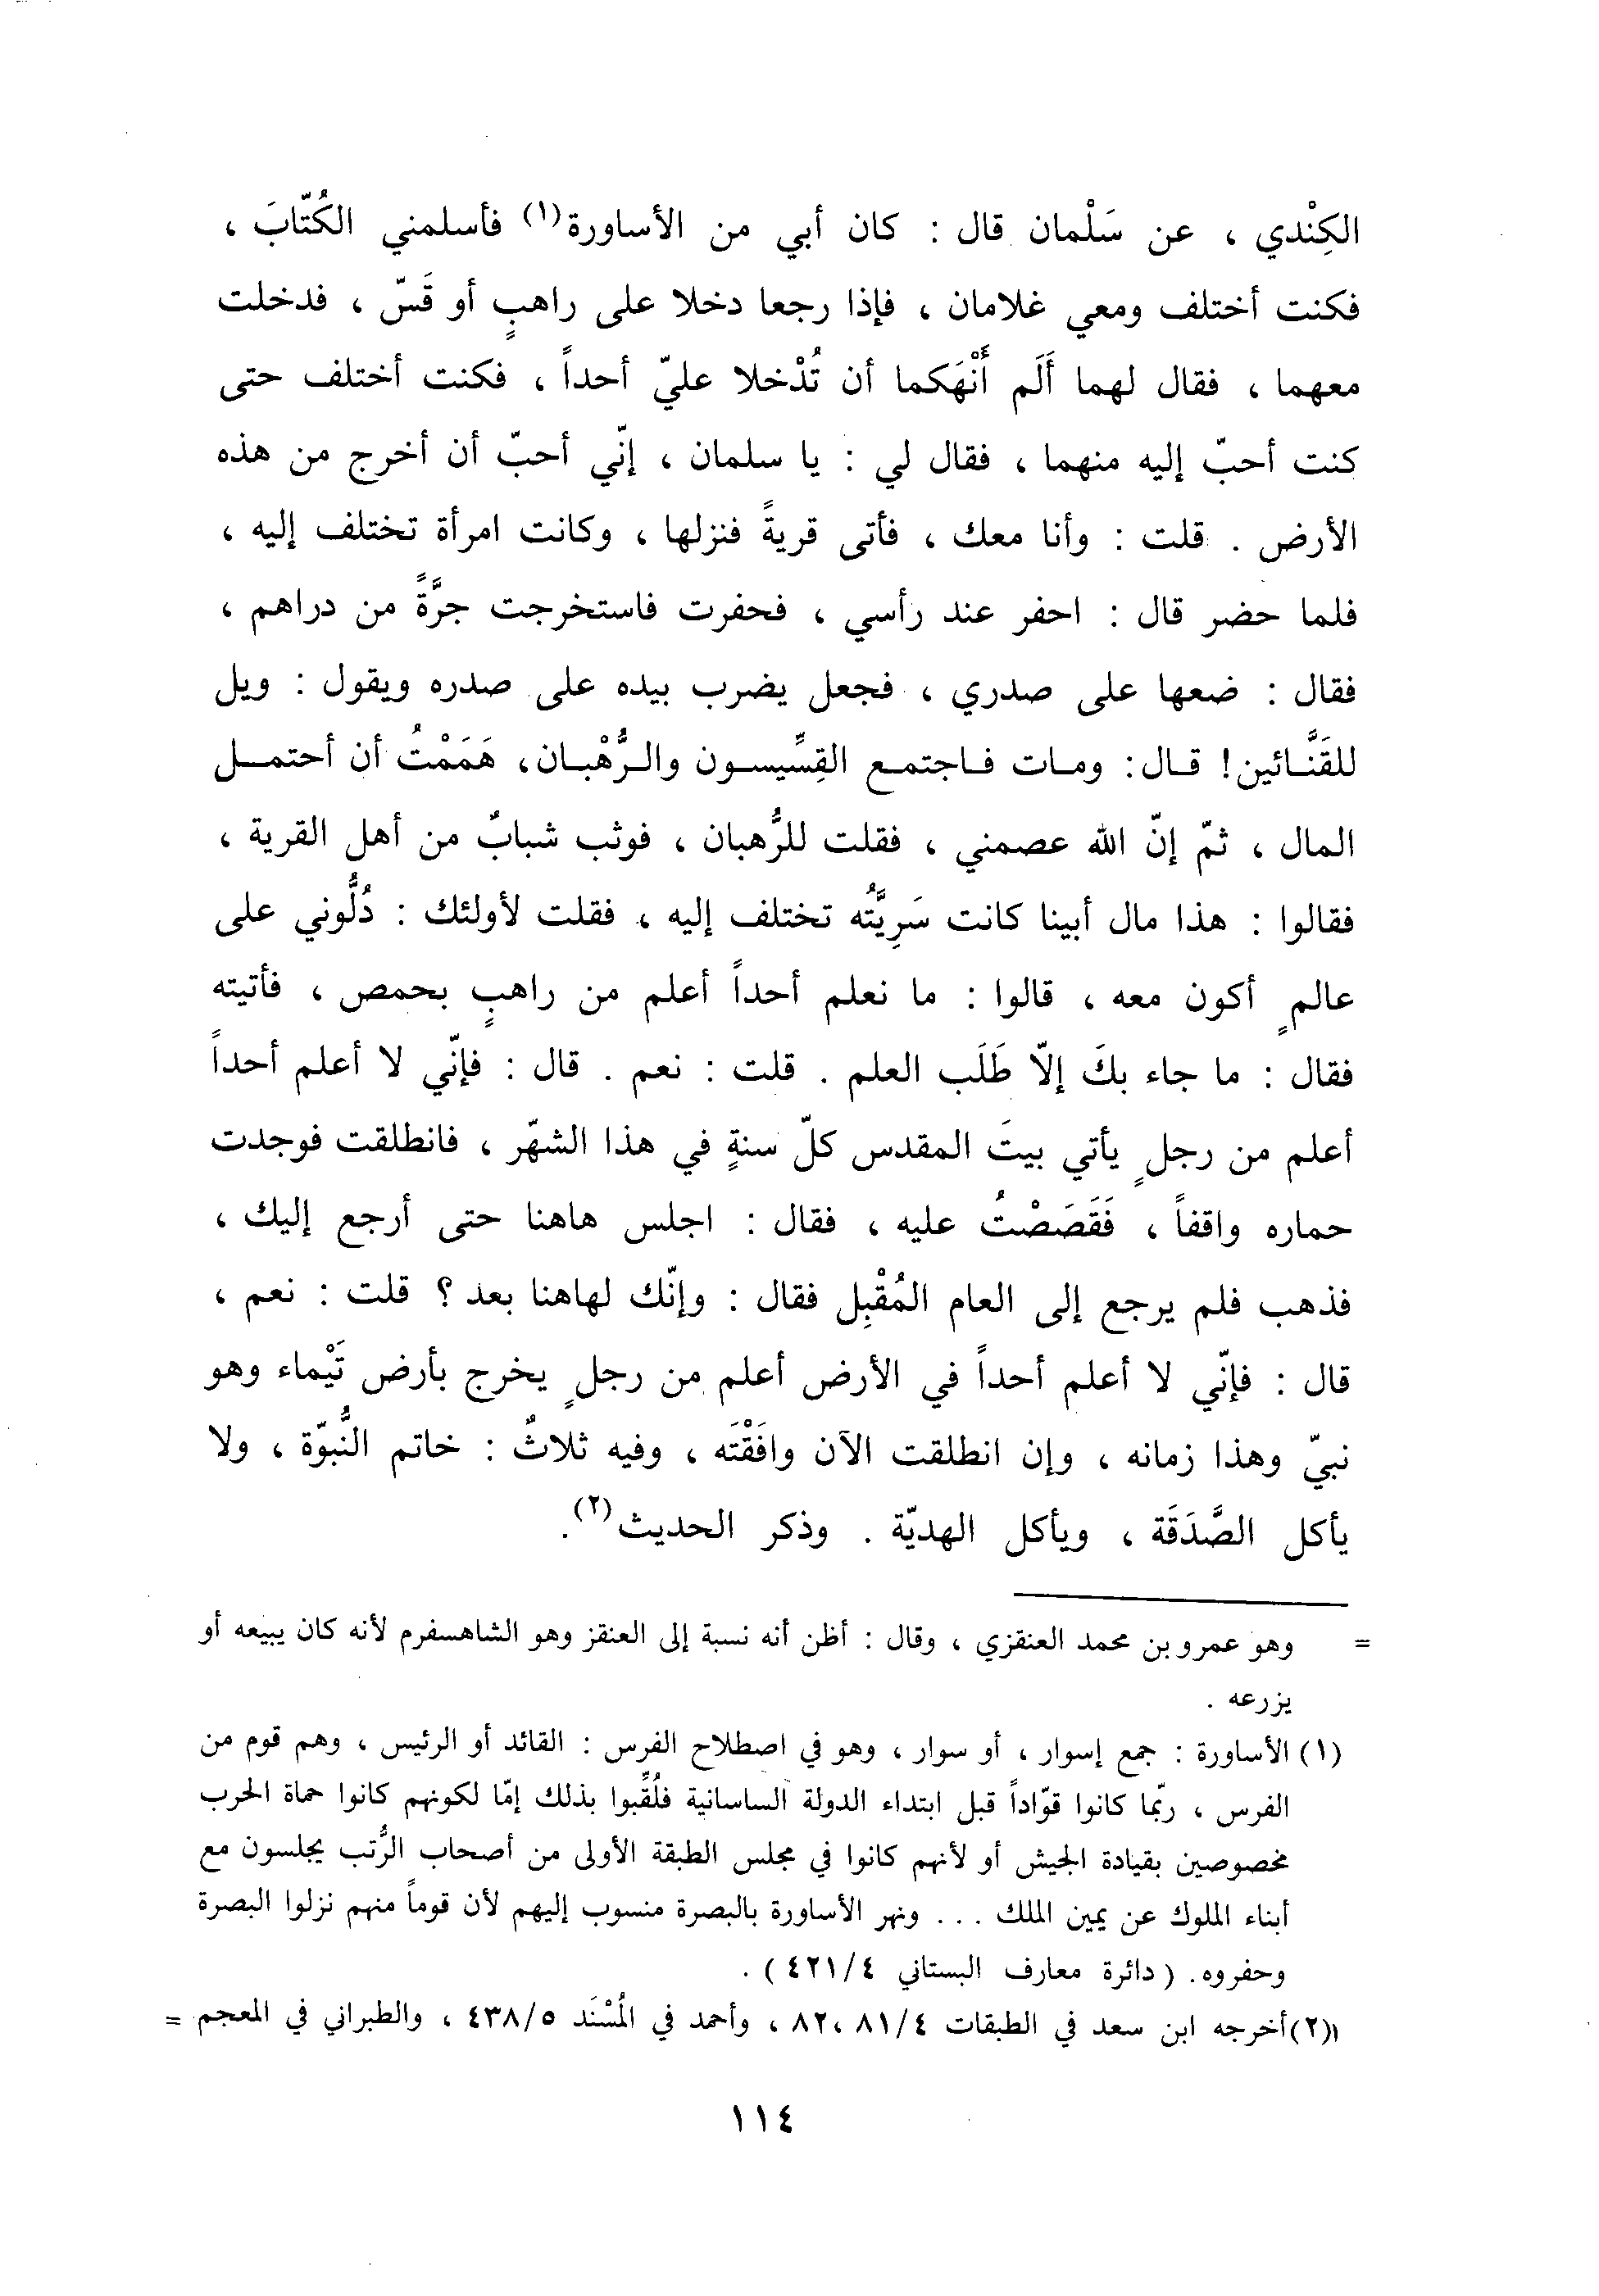 الكِنْدي ، عن سَلْمان قال : كان أبي من الأساورة(١) فأسلمني الكُتّابَ ،
فكنت أختلف ومعي غلامان ، فإذا رجعا دخلا على راهبٍ أو قَسّ ، فدخلت
معهما ، فقال لهما أَلَم أَنْهَكما أن تُدْخلا عليّ أحداً ، فكنت أختلف حتى
كنت أحبّ إليه منهما ، فقال لي : يا سلمان ، إنّي أحبّ أن أخرج من هذه
الأرض . قلت : وأنا معك ، فأتى قريةً فنزلها ، وكانت امرأة تختلف إليه ،
فلما حضر قال : احفر عند رأسي ، فحفرت فاستخرجت جرَّةً من دراهم ،
فقال : ضعها على صدري ، فجعل يضرب بيده على صدره ويقول : ويل
للقَنَّائين! قال: ومات فاجتمع القِسِّيسون والرُّهْبان، هَمَمْتُ أن أحتمل
المال ، ثمّ إنّ الله عصمني ، فقلت للرُّهبان ، فوثب شبابٌ من أهل القرية ،
فقالوا : هذا مال أبينا كانت سَرِيَّتُه تختلف إليه ، فقلت لأولئك : دُلُّوني على
عالمٍ أكون معه ، قالوا : ما نعلم أحداً أعلم من راهبٍ بحمص ، فأتيته
فقال : ما جاء بكَ إلاّ طَلَب العلم . قلت : نعم . قال : فإنّي لا أعلم أحداً
أعلم من رجلٍ يأتي بيتَ المقدس كلّ سنةٍ في هذا الشهّر ، فانطلقت فوجدت
حماره واقفاً ، فَقَصَصْتُ عليه ، فقال : اجلس هاهنا حتى أرجع إليك ،
فذهب فلم يرجع إلى العام المُقْبِل فقال : وإنّك لهاهنا بعد ؟ قلت : نعم ،
قال : فإنّي لا أعلم أحداً في الأرض أعلم من رجلٍ يخرج بأرض تَيْماء وهو
نبيّ وهذا زمانه ، وإن انطلقت الآن وافَقْتَه ، وفيه ثلاثٌ : خاتم النُّبوّة ، ولا
يأكل الصَّدَقَة ، ويأكل الهديّة . وذكر الحديث(٢).
= وهو عمرو بن محمد العنقزي ، وقال : أظن أنه نسبة إلى العنقز وهو الشاهسفرم لأنه كان يبيعه أو
يزرعه .
(١) الأساورة : جمع إسوار ، أو سوار ، وهو في اصطلاح الفرس : القائد أو الرئيس ، وهم قوم من
الفرس ، ربّما كانوا قوّاداً قبل ابتداء الدولة الساسانية فلُقِّبوا بذلك إمّا لكونهم كانوا حماة الحرب
مخصوصين بقيادة الجيش أو لأنهم كانوا في مجلس الطبقة الأولى من أصحاب الرُّتب يجلسون مع
أبناء الملوك عن يمين الملك ... ونهر الأساورة بالبصرة منسوب إليهم لأن قوماً منهم نزلوا البصرة
وحفروه. ( دائرة معارف البستاني ٤٢١/٤ ) .
(٢) أخرجه ابن سعد في الطبقات ٨١/٤ ،٨٢ ، وأحمد في المُسْنَد ٤٣٨/٥ ، والطبراني في المعجم =
١١٤